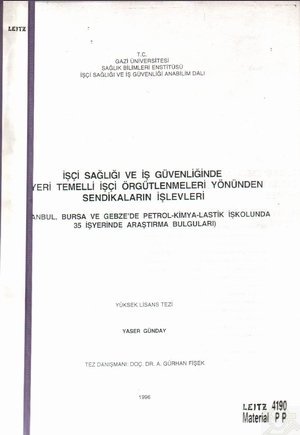 LEITZ
T.C.
GAZİ ÜNİVERSİTESİ
SAĞLIK BİLİMLERİ ENSTİTÜSÜ
İŞÇİ SAĞLIĞI VE İŞ GÜVENLİĞİ ANABİLİM DALI
İŞÇİ SAĞLIĞI VE İŞ GÜVENLİĞİNDE
YERİ TEMELLİ İŞÇİ ÖRGÜTLENMELERİ YÖNÜNDEN
SENDİKALARIN İŞLEVLERİ
ANBUL, BURSA VE GEBZE'DE PETROL-KİMYA-LASTİK İŞKOLUNDA
35 İŞYERİNDE ARAŞTIRMA BULGULARI)
YÜKSEK LİSANS TEZİ
YASER GÜNDAY
TEZ DANIŞMANI: DOÇ. DR. A. GÜRHAN FİŞEK
1996
LEITZ 4190
Material P P